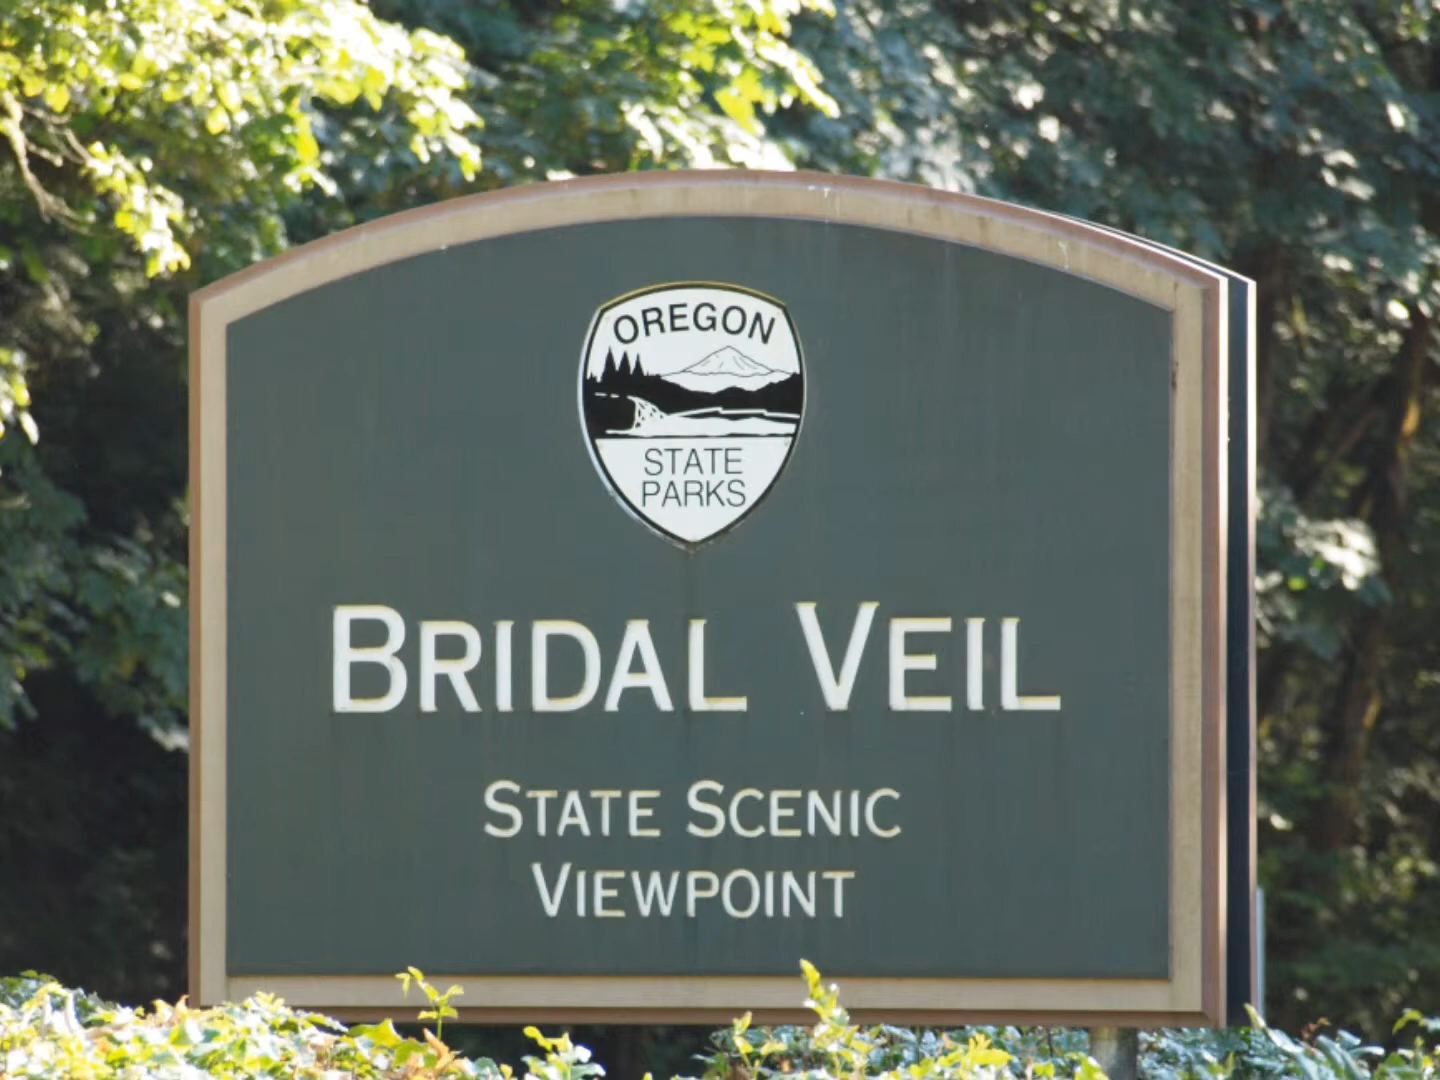 OREGON
STATE
PARKS
BRIDAL VEIL
STATE SCENIC
VIEWPOINT